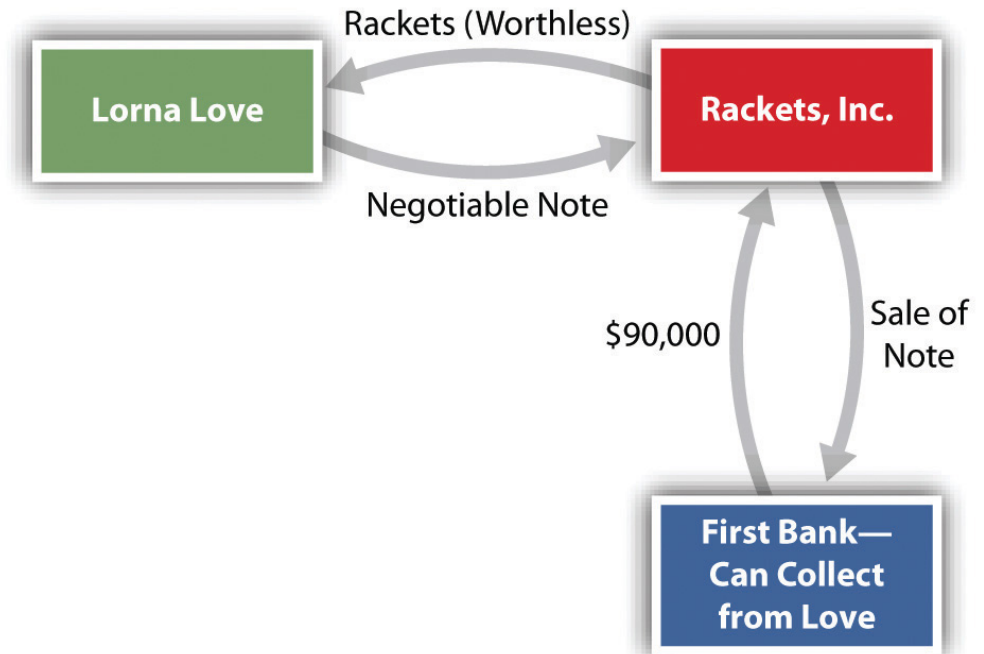 Rackets (Worthless)
Lorna Love
Rackets, Inc.
Negotiable Note
$90,000
Sale of
Note
First Bank—
Can Collect
from Love